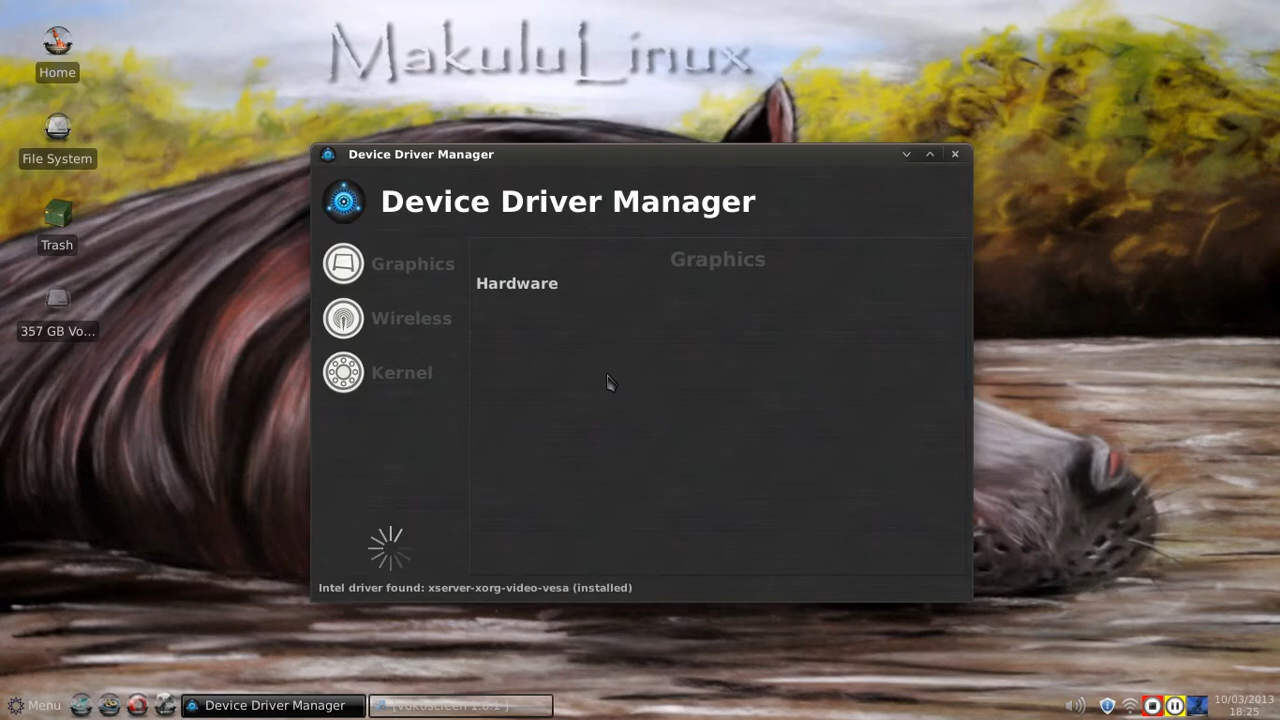 MakuluLinux
Home
File System
Trash
357 GB Vo...
Device Driver Manager
Device Driver Manager
Graphics
Wireless
Kernel
Graphics
Hardware
Intel driver found: xserver-xorg-video-vesa (installed)
Menu
Device Driver Manager
10/03/2013
18:25